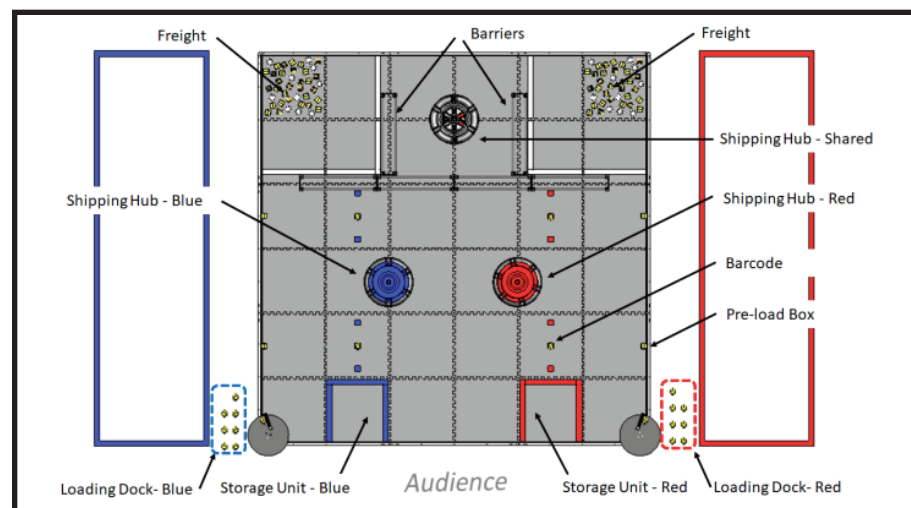 Freight
Barriers
Freight
Shipping Hub - Shared
Shipping Hub - Blue
Shipping Hub - Red
Barcode
Pre-load Box
Loading Dock- Blue
Storage Unit - Blue
Audience
Storage Unit - Red
Loading Dock- Red